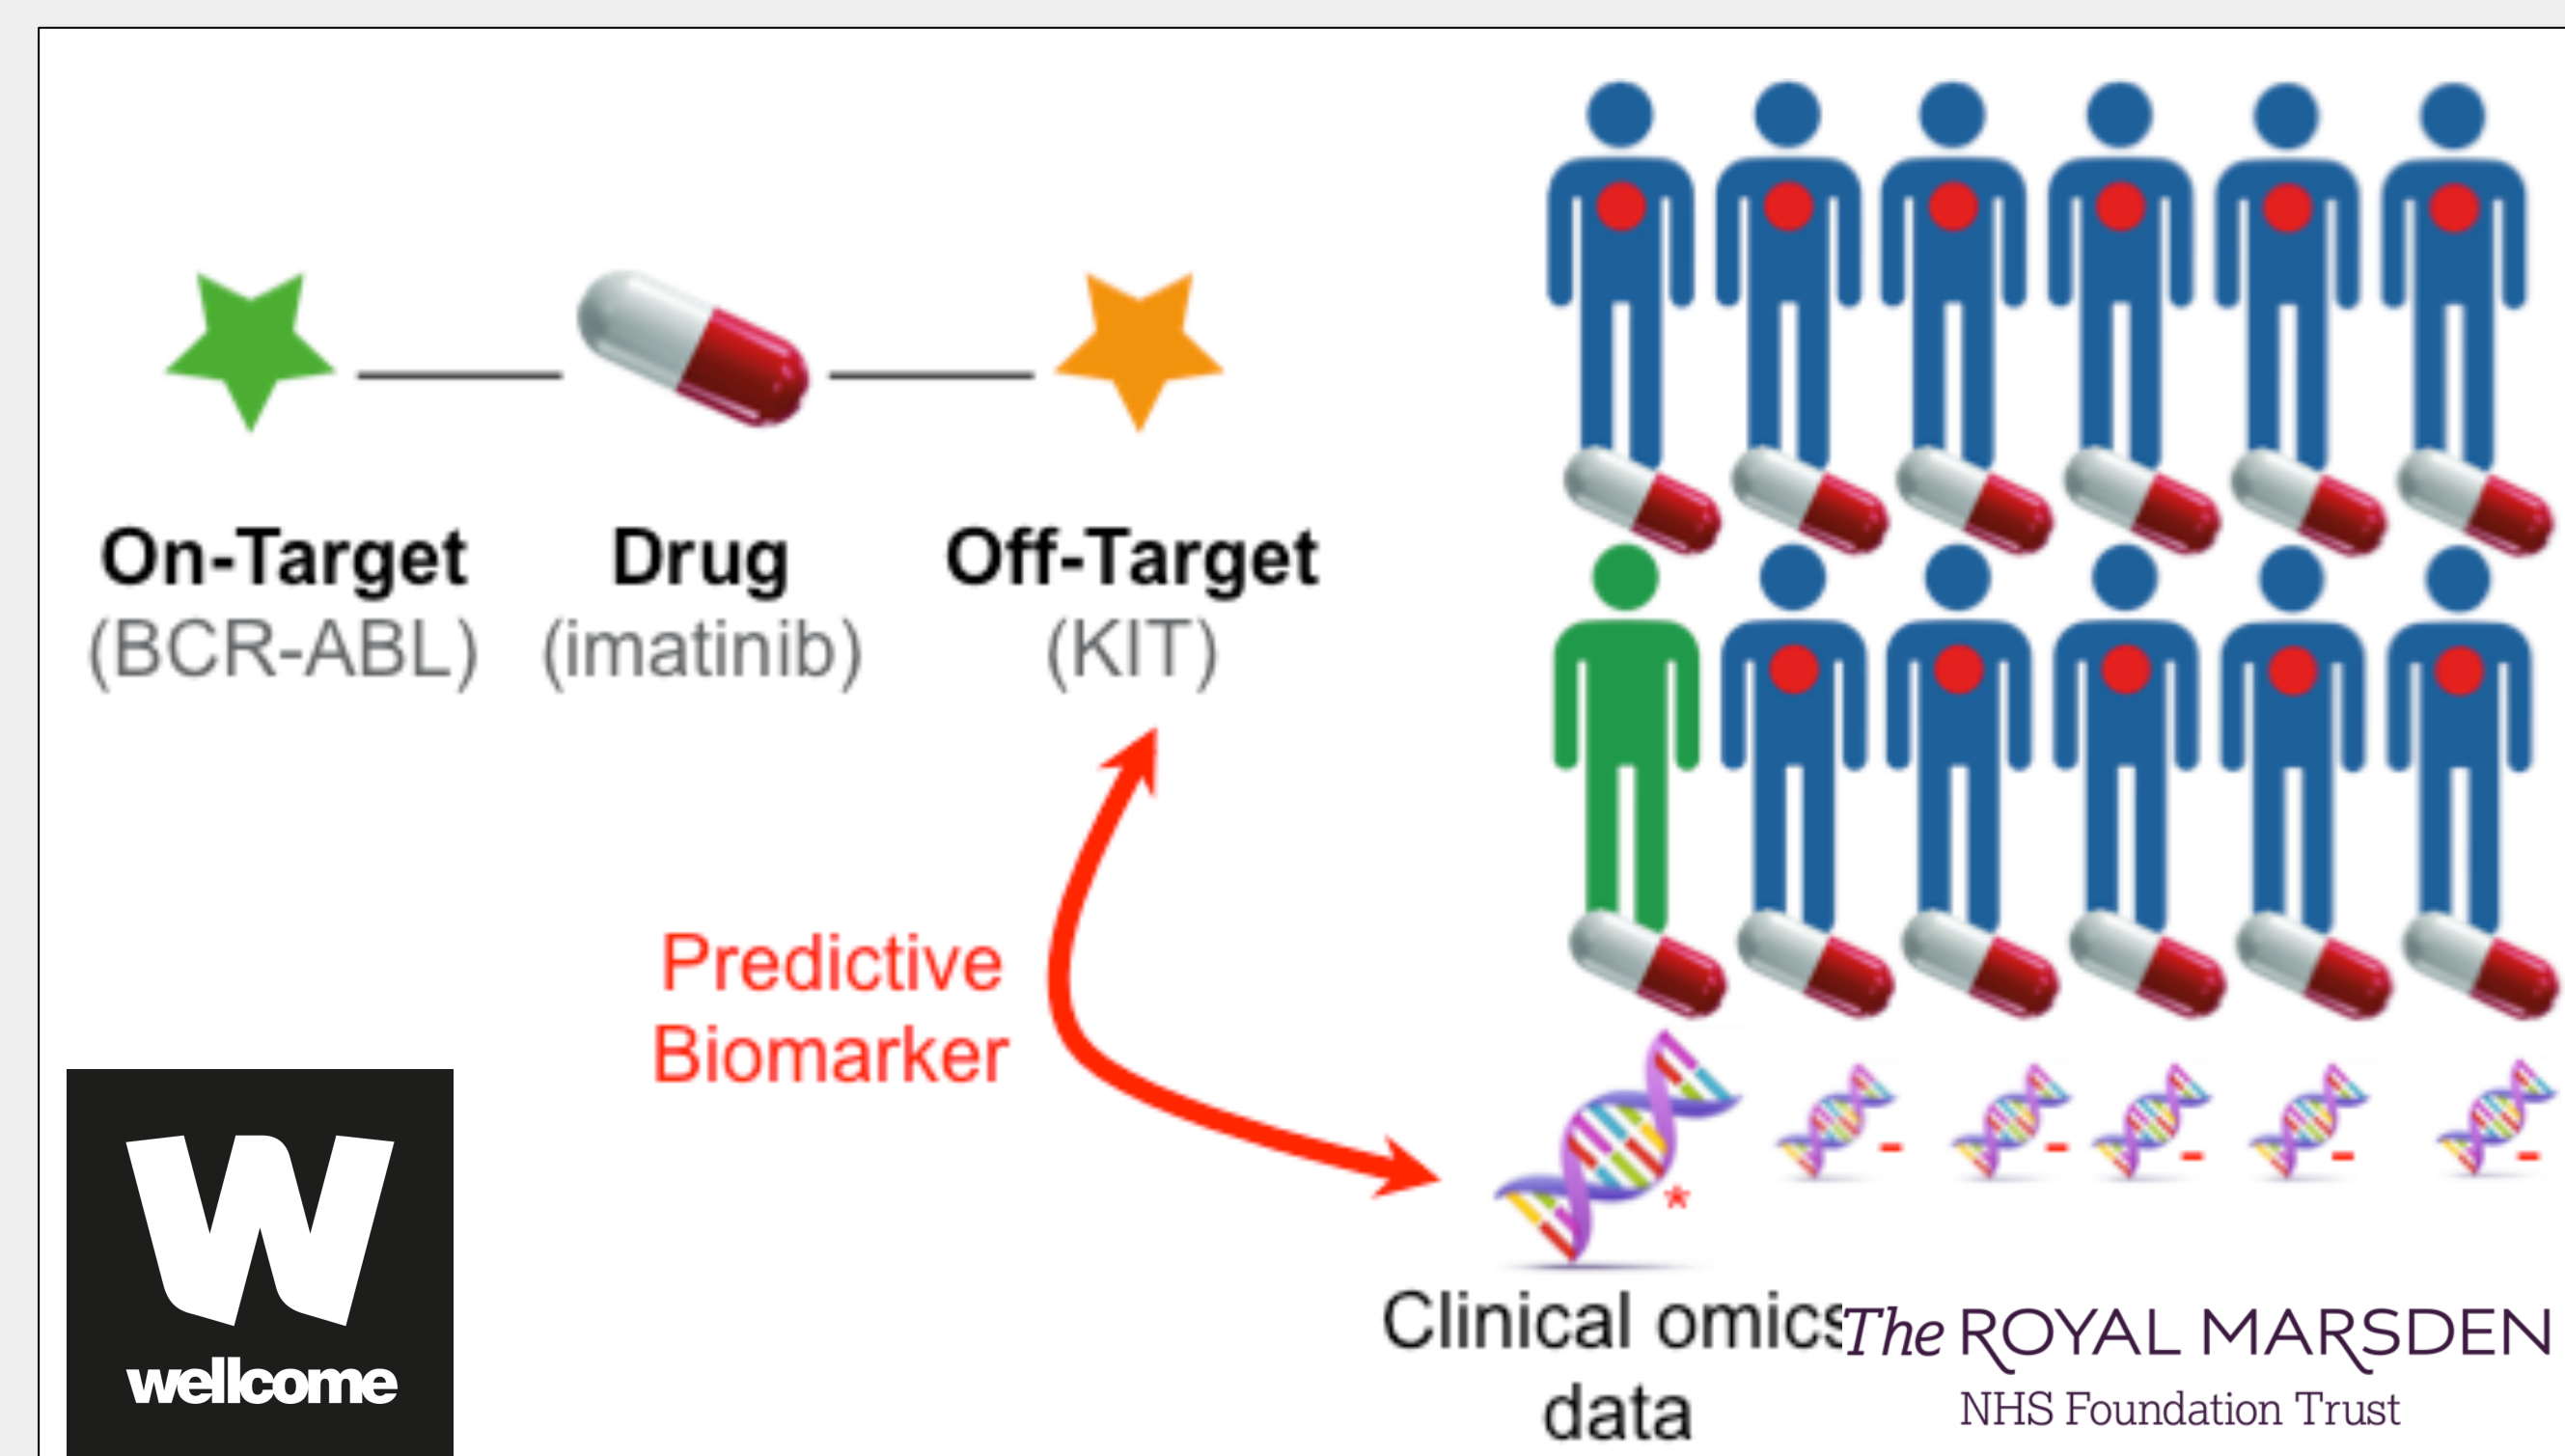 On-Target
(BCR-ABL)
Drug
(imatinib)
Off-Target
(KIT)
Predictive
Biomarker
*
-
-
-
-
-
Clinical omics
data
W
wellcome
The ROYAL MARSDEN
NHS Foundation Trust